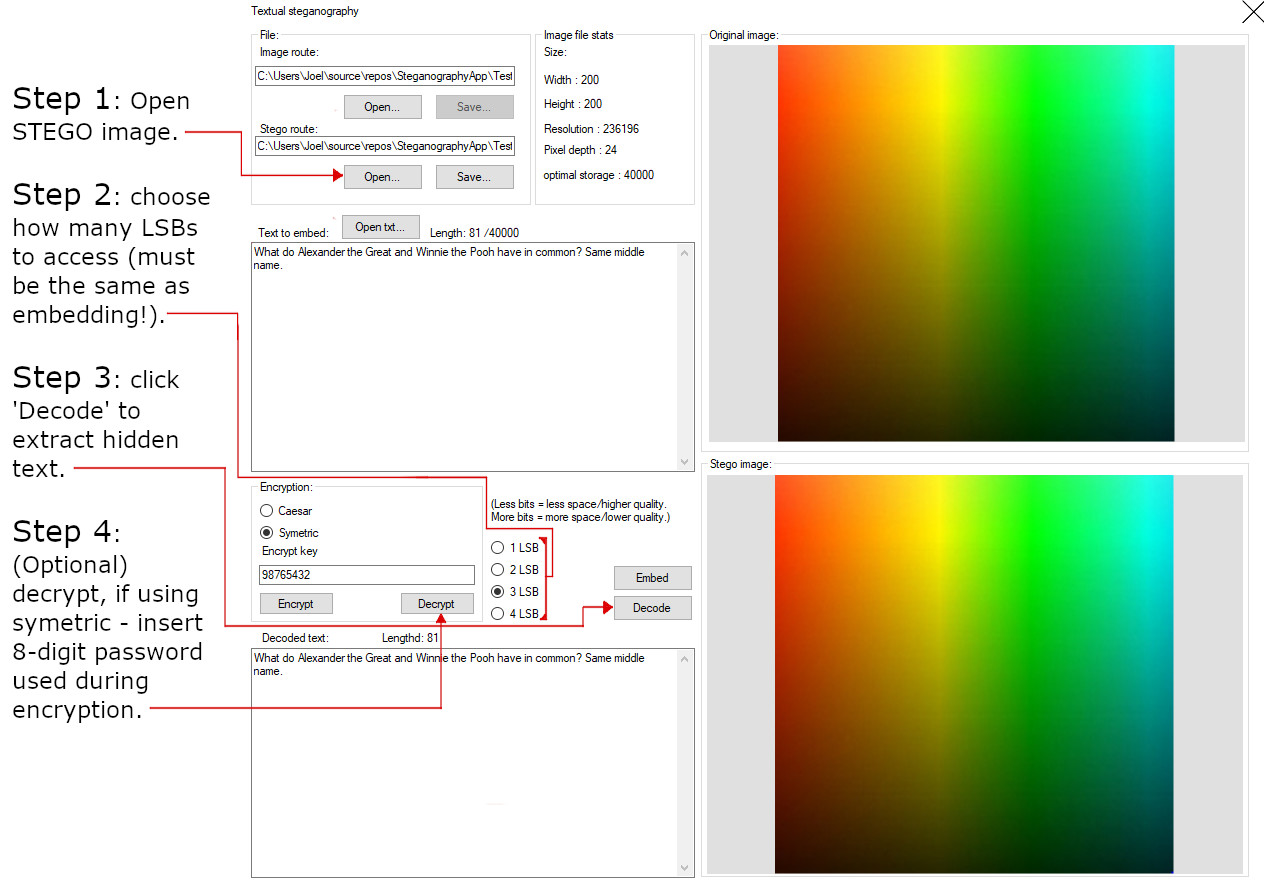 Textual steganography
Step 1: Open
STEGO image.
Step 2: choose
how many LSBs
to access (must
be the same as
embedding!).
Step 3: click
'Decode' to
extract hidden
text.
Step 4:
(Optional)
decrypt, if using
symetric - insert
8-digit password
used during
encryption.
File:
Image route:
C:\Users\Joel\source\repos\SteganographyApp\Test
Open... Save...
Stego route:
C:\Users\Joel\source\repos\SteganographyApp\Test
Open... Save...
Image file stats
Size:
Width : 200
Height : 200
Resolution : 236196
Pixel depth : 24
optimal storage : 40000
Text to embed: Open txt... Length: 81 /40000
What do Alexander the Great and Winnie the Pooh have in common? Same middle
name.
Encryption:
Caesar
Symetric
Encrypt key
98765432
Encrypt Decrypt
(Less bits = less space/higher quality.
More bits = more space/lower quality.)
1 LSB
2 LSB
3 LSB
4 LSB
Embed
Decode
Decoded text: Lengthd: 81
What do Alexander the Great and Winnie the Pooh have in common? Same middle
name.
Original image:
Stego image: